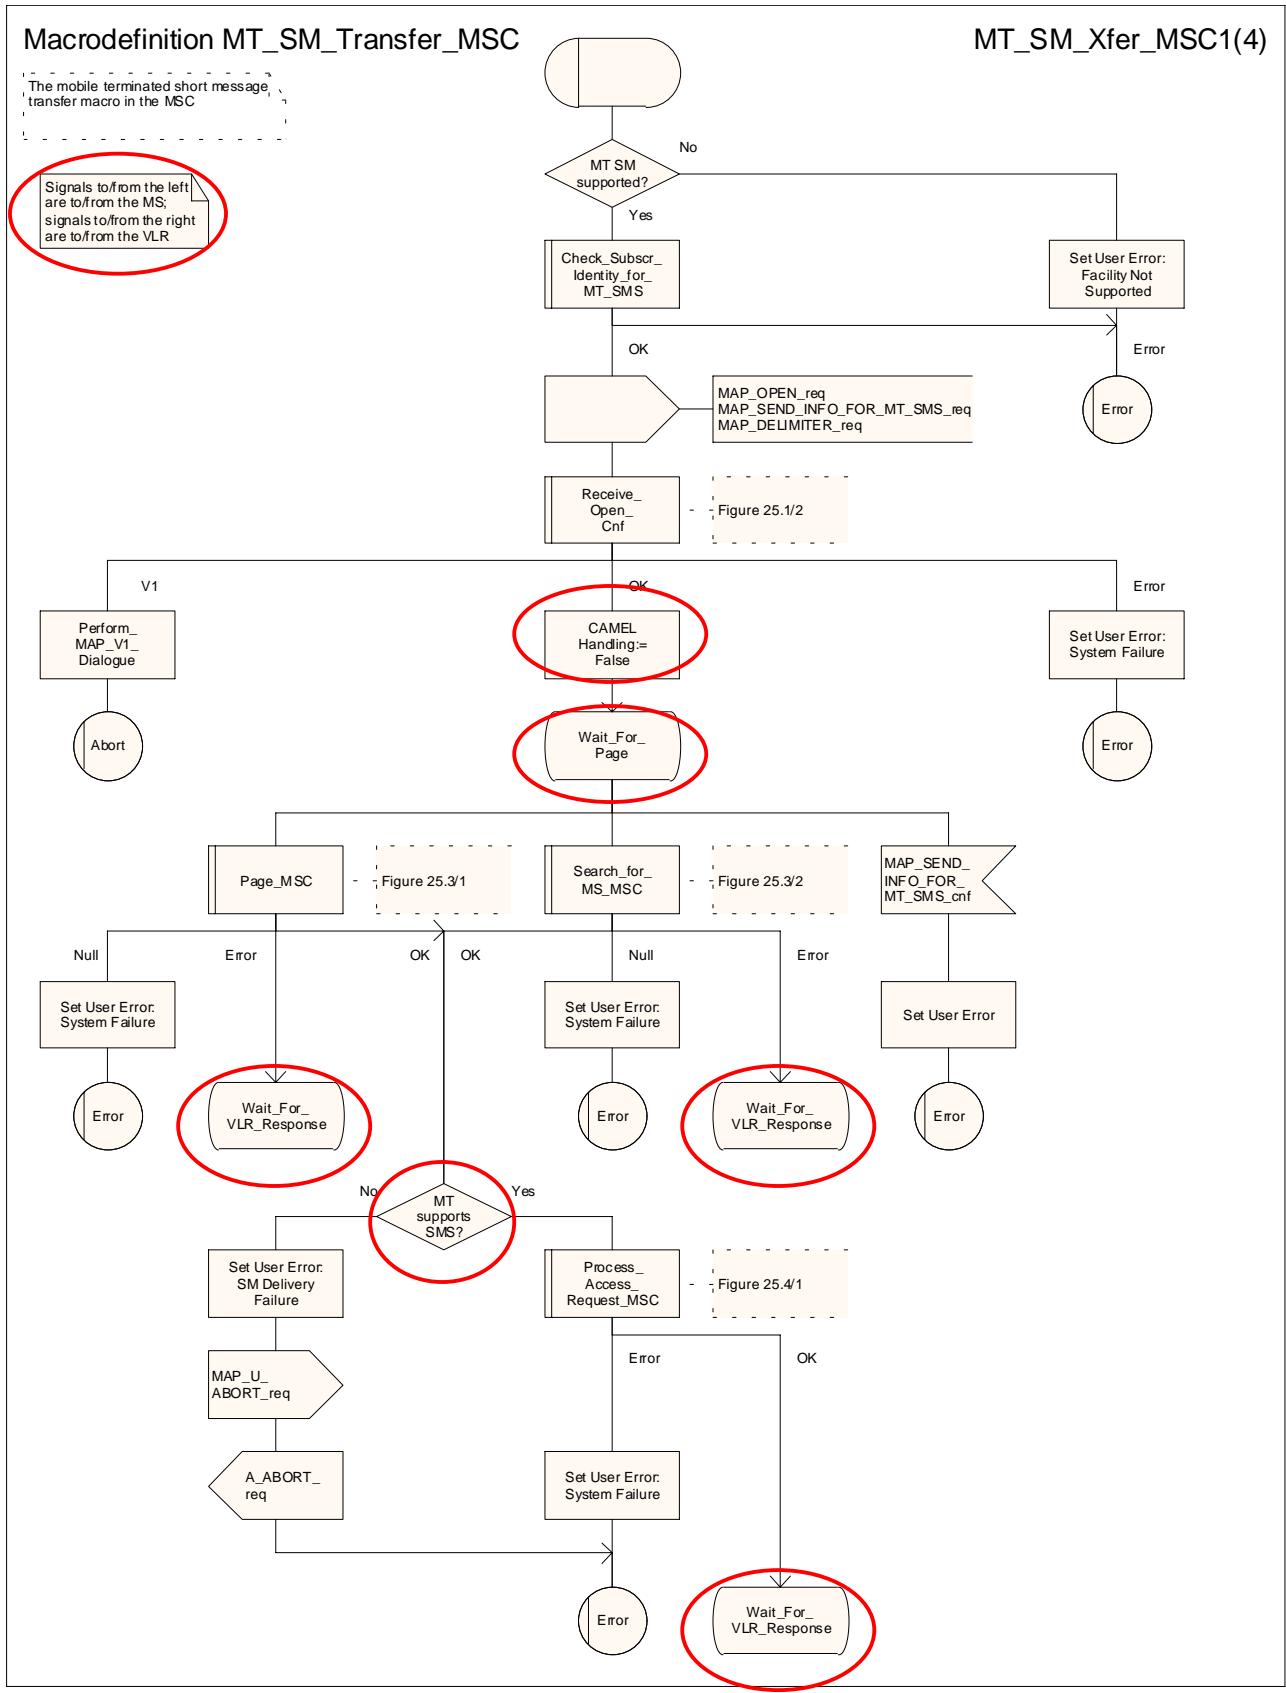 Macrodefinition MT_SM_Transfer_MSC
MT_SM_Xfer_MSC1(4)
The mobile terminated short message
transfer macro in the MSC
Signals to/from the left
are to/from the MS;
signals to/from the right
are to/from the VLR
MT SM
supported?
No
Yes
Check_Subscr_
Identity_for_
MT_SMS
Set User Error:
Facility Not
Supported
OK
Error
Error
MAP_OPEN_req
MAP_SEND_INFO_FOR_MT_SMS_req
MAP_DELIMITER_req
Receive_
Open_
Cnf
Figure 25.1/2
V1
OK
Error
Perform_
MAP_V1_
Dialogue
CAMEL
Handling:=
False
Set User Error:
System Failure
Abort
Wait_For_
Page
Error
Page_MSC
Figure 25.3/1
Search_for_
MS_MSC
Figure 25.3/2
MAP_SEND_
INFO_FOR_
MT_SMS_cnf
Null
Error
OK
OK
Null
Error
Set User Error:
System Failure
Set User Error:
System Failure
Set User Error
Error
Wait_For_
VLR_Response
Error
Wait_For_
VLR_Response
Error
No
MT
supports
SMS?
Yes
Set User Error:
SM Delivery
Failure
Process_
Access_
Request_MSC
Figure 25.4/1
Error
OK
MAP_U_
ABORT_req
A_ABORT_
req
Set User Error:
System Failure
Error
Wait_For_
VLR_Response